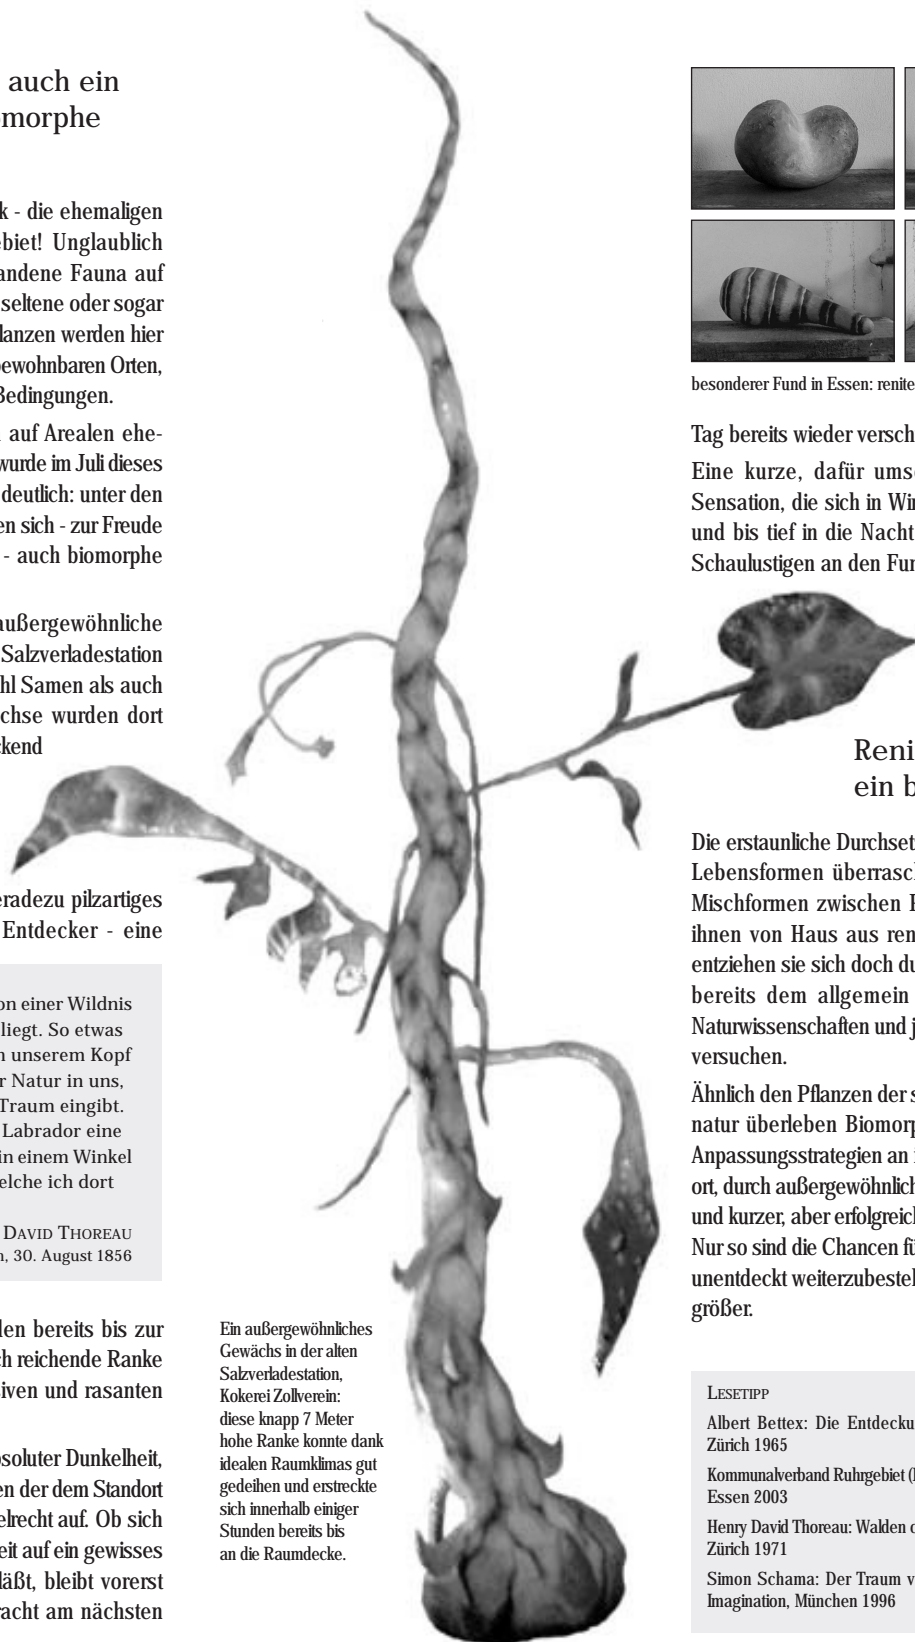 auch ein
morphe
k - die ehemaligen
ebiet! Unglaublich
andene Fauna auf
seltene oder sogar
lanzen werden hier
bewohnbaren Orten,
Bedingungen.
auf Arealen ehe-
wurde im Juli dieses
deutlich: unter den
en sich - zur Freude
- auch biomorphe
außergewöhnliche
Salzverladestation
hl Samen als auch
chse wurden dort
kend
eradezu pilzartiges
Entdecker - eine
on einer Wildnis
liegt. So etwas
n unserem Kopf
r Natur in uns,
Traum eingibt.
Labrador eine
in einem Winkel
elche ich dort
DAVID THOREAU
n, 30. August 1856
den bereits bis zur
ch reichende Ranke
siven und rasanten
bsoluter Dunkelheit,
en der dem Standort
elrecht auf. Ob sich
eit auf ein gewisses
läßt, bleibt vorerst
racht am nächsten
Ein außergewöhnliches
Gewächs in der alten
Salzverladestation,
Kokerei Zollverein:
diese knapp 7 Meter
hohe Ranke konnte dank
idealen Raumklimas gut
gedeihen und erstreckte
sich innerhalb einiger
Stunden bereits bis
an die Raumdecke.
besonderer Fund in Essen: renite
Tag bereits wieder versch
Eine kurze, dafür umso
Sensation, die sich in Win
und bis tief in die Nacht
Schaulustigen an den Fun
Reni
ein b
Die erstaunliche Durchset
Lebensformen überrasch
Mischformen zwischen
ihnen von Haus aus ren
entziehen sie sich doch du
bereits dem allgemein
Naturwissenschaften und j
versuchen.
Ähnlich den Pflanzen der s
natur überleben Biomorp
Anpassungsstrategien an
ort, durch außergewöhnlich
und kurzer, aber erfolgreich
Nur so sind die Chancen fü
unentdeckt weiterzubesteh
größer.
LESETIPP
Albert Bettex: Die Entdecku
Zürich 1965
Kommunalverband Ruhrgebiet
Essen 2003
Henry David Thoreau: Walden o
Zürich 1971
Simon Schama: Der Traum v
Imagination, München 1996